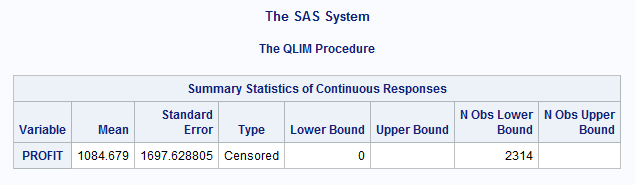 The SAS System
The QLIM Procedure
Summary Statistics of Continuous Responses
Variable Mean Standard Error Type Lower Bound Upper Bound N Obs Lower Bound N Obs Upper Bound
PROFIT 1084.679 1697.628805 Censored 0 2314